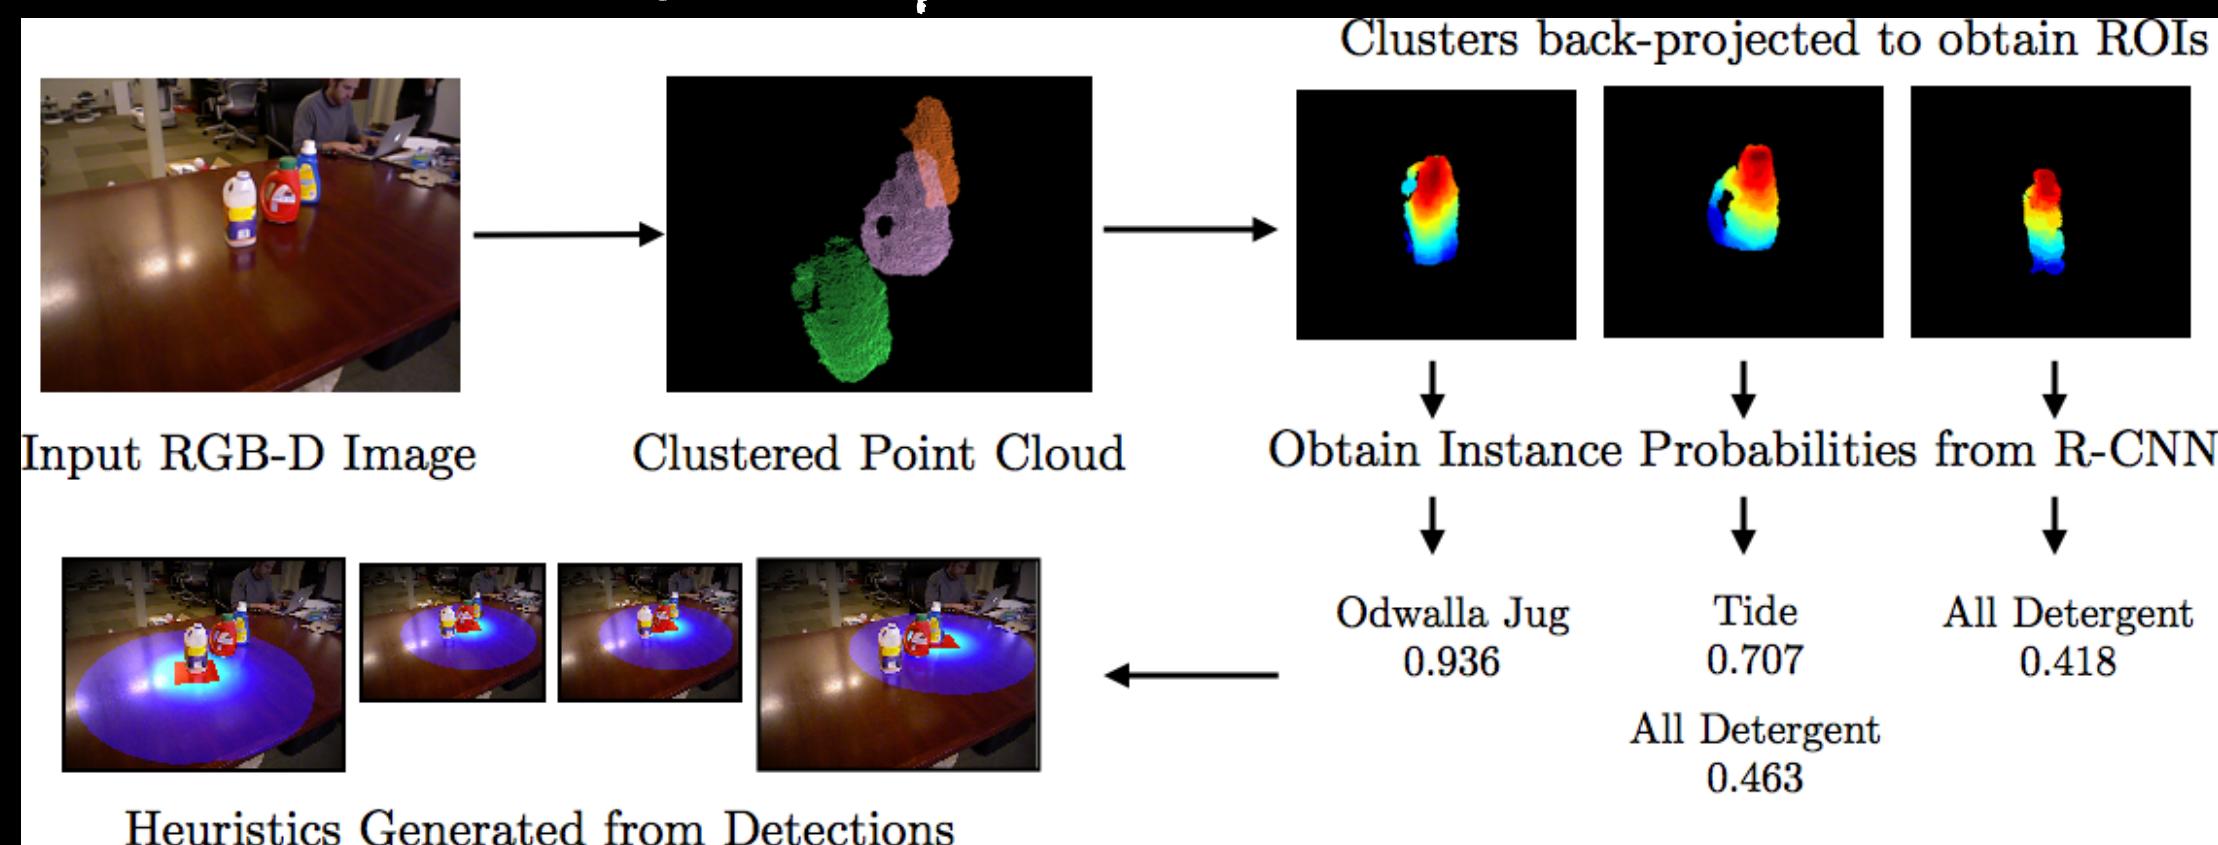 Clusters back-projected to obtain ROIs
Input RGB-D Image
Clustered Point Cloud
Obtain Instance Probabilities from R-CNN
Odwalla Jug
0.936
Tide
0.707
All Detergent
0.418
All Detergent
0.463
Heuristics Generated from Detections